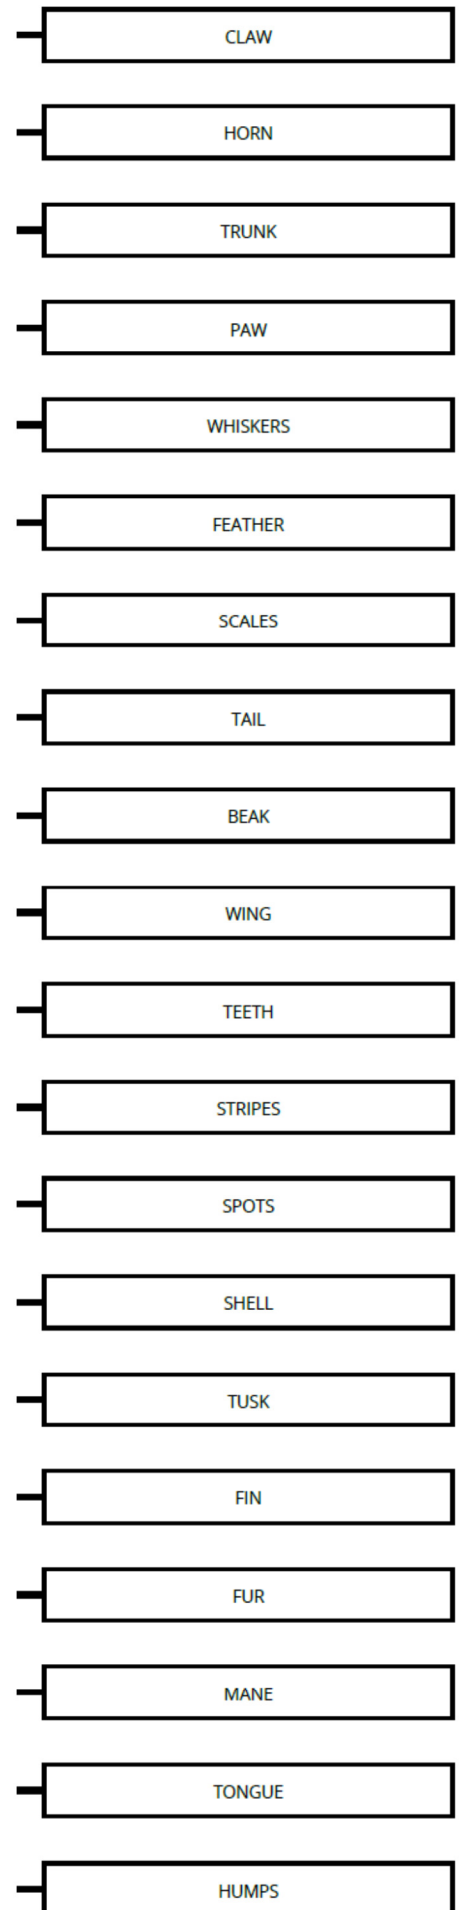 CLAW
HORN
TRUNK
PAW
WHISKERS
FEATHER
SCALES
TAIL
BEAK
WING
TEETH
STRIPES
SPOTS
SHELL
TUSK
FIN
FUR
MANE
TONGUE
HUMPS